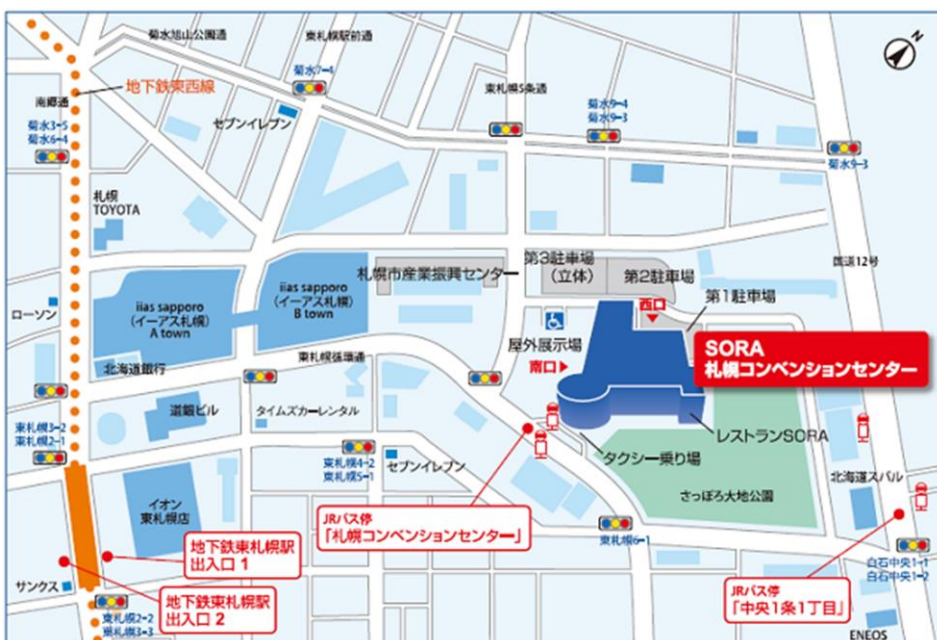 菊水旭山公園通
東札幌駅前通
N
菊水7-4
地下鉄東西線
東札幌5条通
南郷通
菊水3-5
菊水6-4
セブンイレブン
菊水9-4
菊水9-3
菊水9-3
札幌
TOYOTA
国道12号
第3駐車場
（立体）
札幌市産業振興センター
第2駐車場
iias sapporo
（イーアス札幌）
A town
iias sapporo
（イーアス札幌）
B town
第1駐車場
西口
ローソン
屋外展示場
SORA
札幌コンベンションセンター
東札幌循環通
北海道銀行
南口
道銀ビル
タイムズカーレンタル
東札幌3-2
東札幌2-1
レストランSORA
タクシー乗り場
東札幌4-2
東札幌5-1
セブンイレブン
北海道スバル
さっぽろ大地公園
イオン
東札幌店
JRバス停
「札幌コンベンションセンター」
東札幌6-1
地下鉄東札幌駅
出入口 1
白石中央1-1
白石中央1-2
サンクス
地下鉄東札幌駅
出入口 2
JRバス停
「中央1条1丁目」
東札幌2-2
東札幌3-3
ENEOS